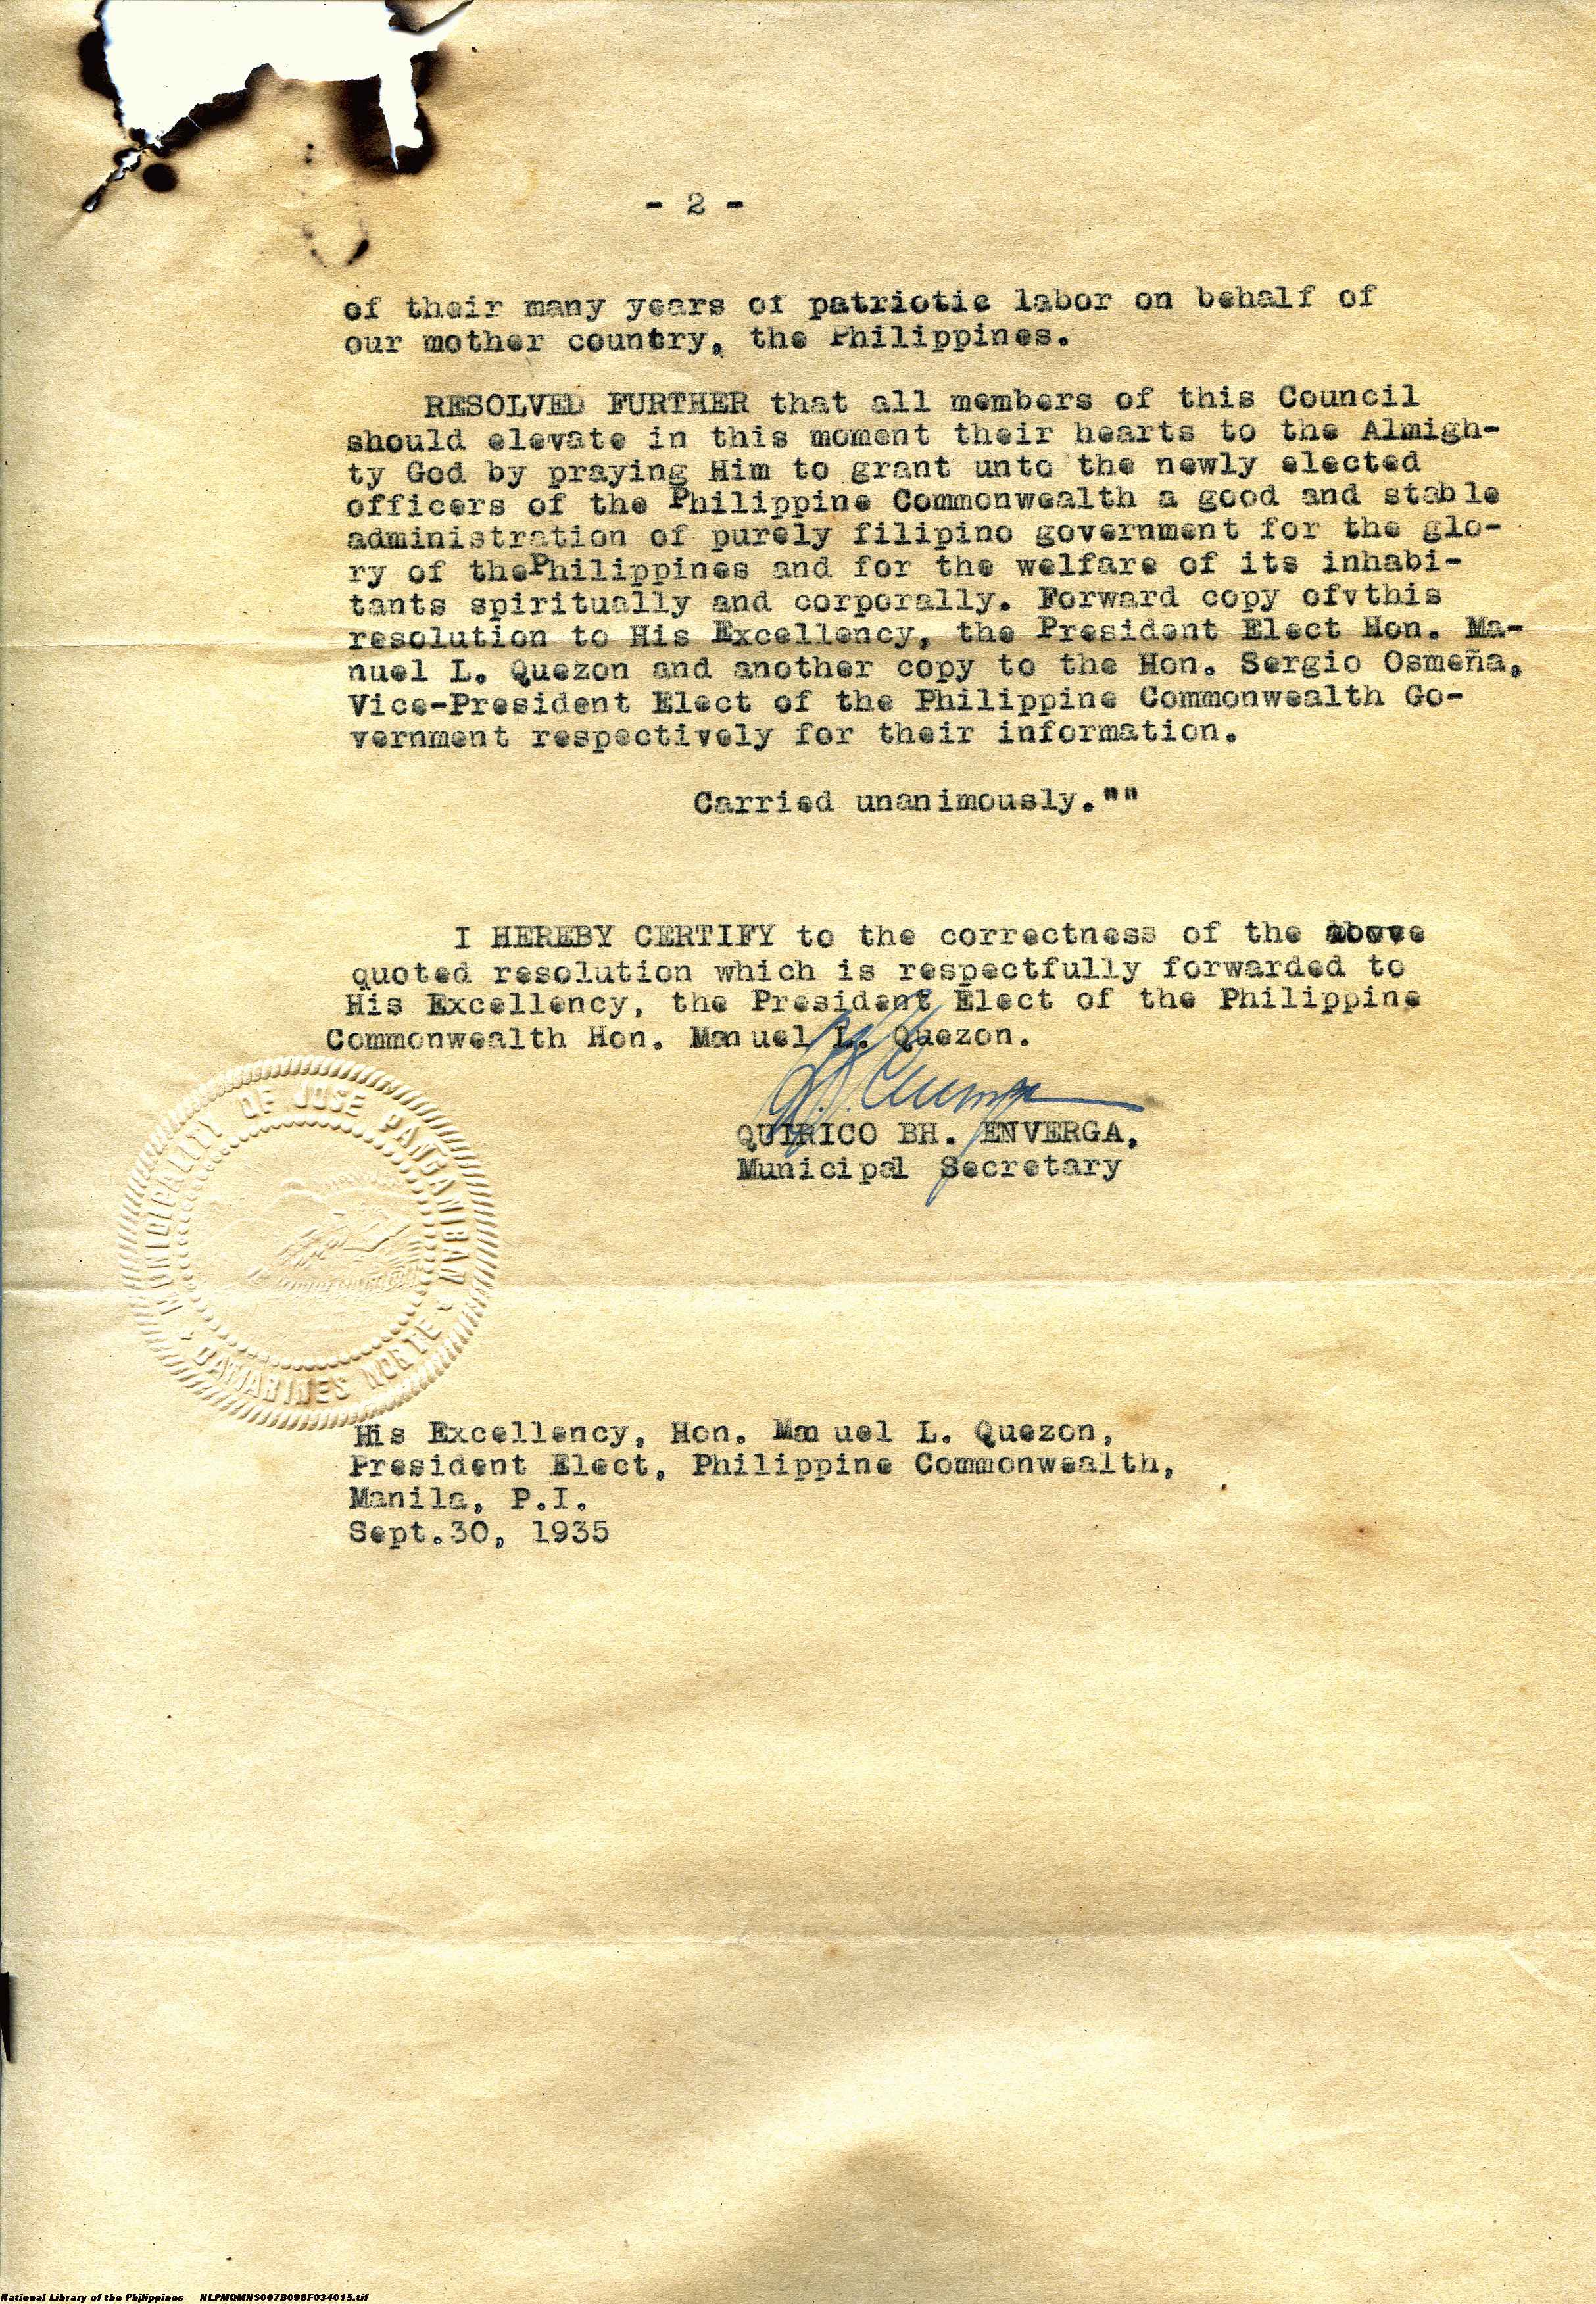 - 2 -
of their many years of patriotic labor on behalf of
our mother country, the Philippines.
RESOLVED FURTHER that all members of this Council
should elevate in this moment their hearts to the Almigh-
ty God by praying Him to grant unto the newly elected
officers of the Philippine Commonwealth a good and stable
administration of purely filipino government for the glo-
ry of thePhilippines and for the welfare of its inhabi-
tants spiritually and corporally. Forward copy ofvthis
resolution to His Excellency, the President Elect Hon. Ma-
nuel L. Quezon and another copy to the Hon. Sergio Osmeña,
Vice-President Elect of the Philippine Commonwealth Go-
vernment respectively for their information.
Carried unanimously.""
I HEREBY CERTIFY to the correctness of the above
quoted resolution which is respectfully forwarded to
His Excellency, the President Elect of the Philippine
Commonwealth Hon. Manuel L. Quezon.
QUIRICO BH. ENVERGA,
Municipal Secretary
MUNICIPALITY OF JOSE PANGANIBAN
CAMARINES NORTE
His Excellency, Hon. Manuel L. Quezon,
President Elect, Philippine Commonwealth,
Manila, P.I.
Sept.30, 1935
National Library of the Philippines NLPMQMNS007B098F034015.tif